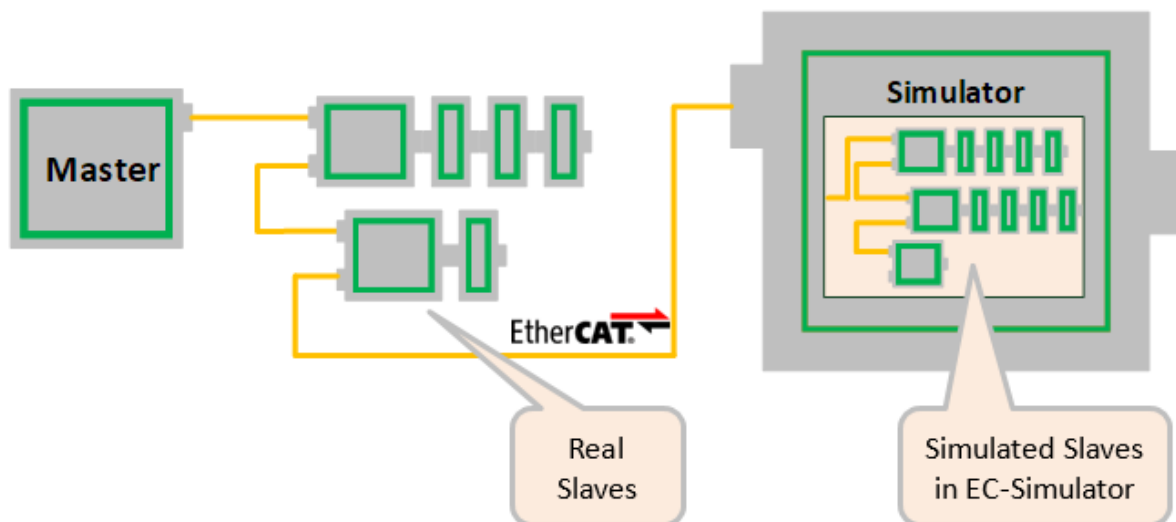 Master
Simulator
EtherCAT®
Real
Slaves
Simulated Slaves
in EC-Simulator